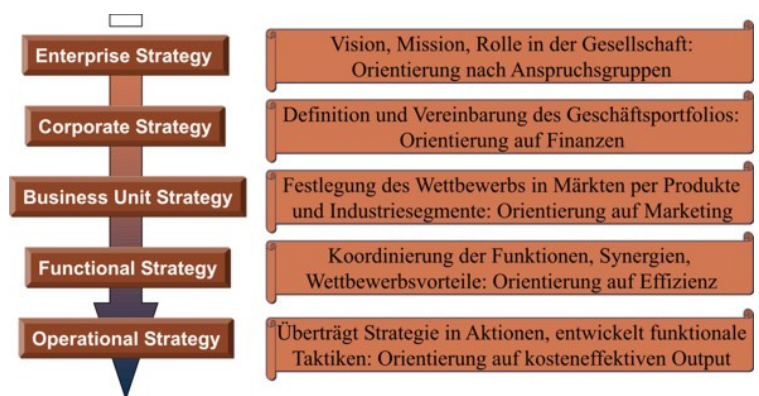 Enterprise Strategy
Vision, Mission, Rolle in der Gesellschaft:
Orientierung nach Anspruchsgruppen
Corporate Strategy
Definition und Vereinbarung des Geschäftsportfolios:
Orientierung auf Finanzen
Business Unit Strategy
Festlegung des Wettbewerbs in Märkten per Produkte
und Industriesegmente: Orientierung auf Marketing
Functional Strategy
Koordinierung der Funktionen, Synergien,
Wettbewerbsvorteile: Orientierung auf Effizienz
Operational Strategy
Überträgt Strategie in Aktionen, entwickelt funktionale
Taktiken: Orientierung auf kosteneffektiven Output